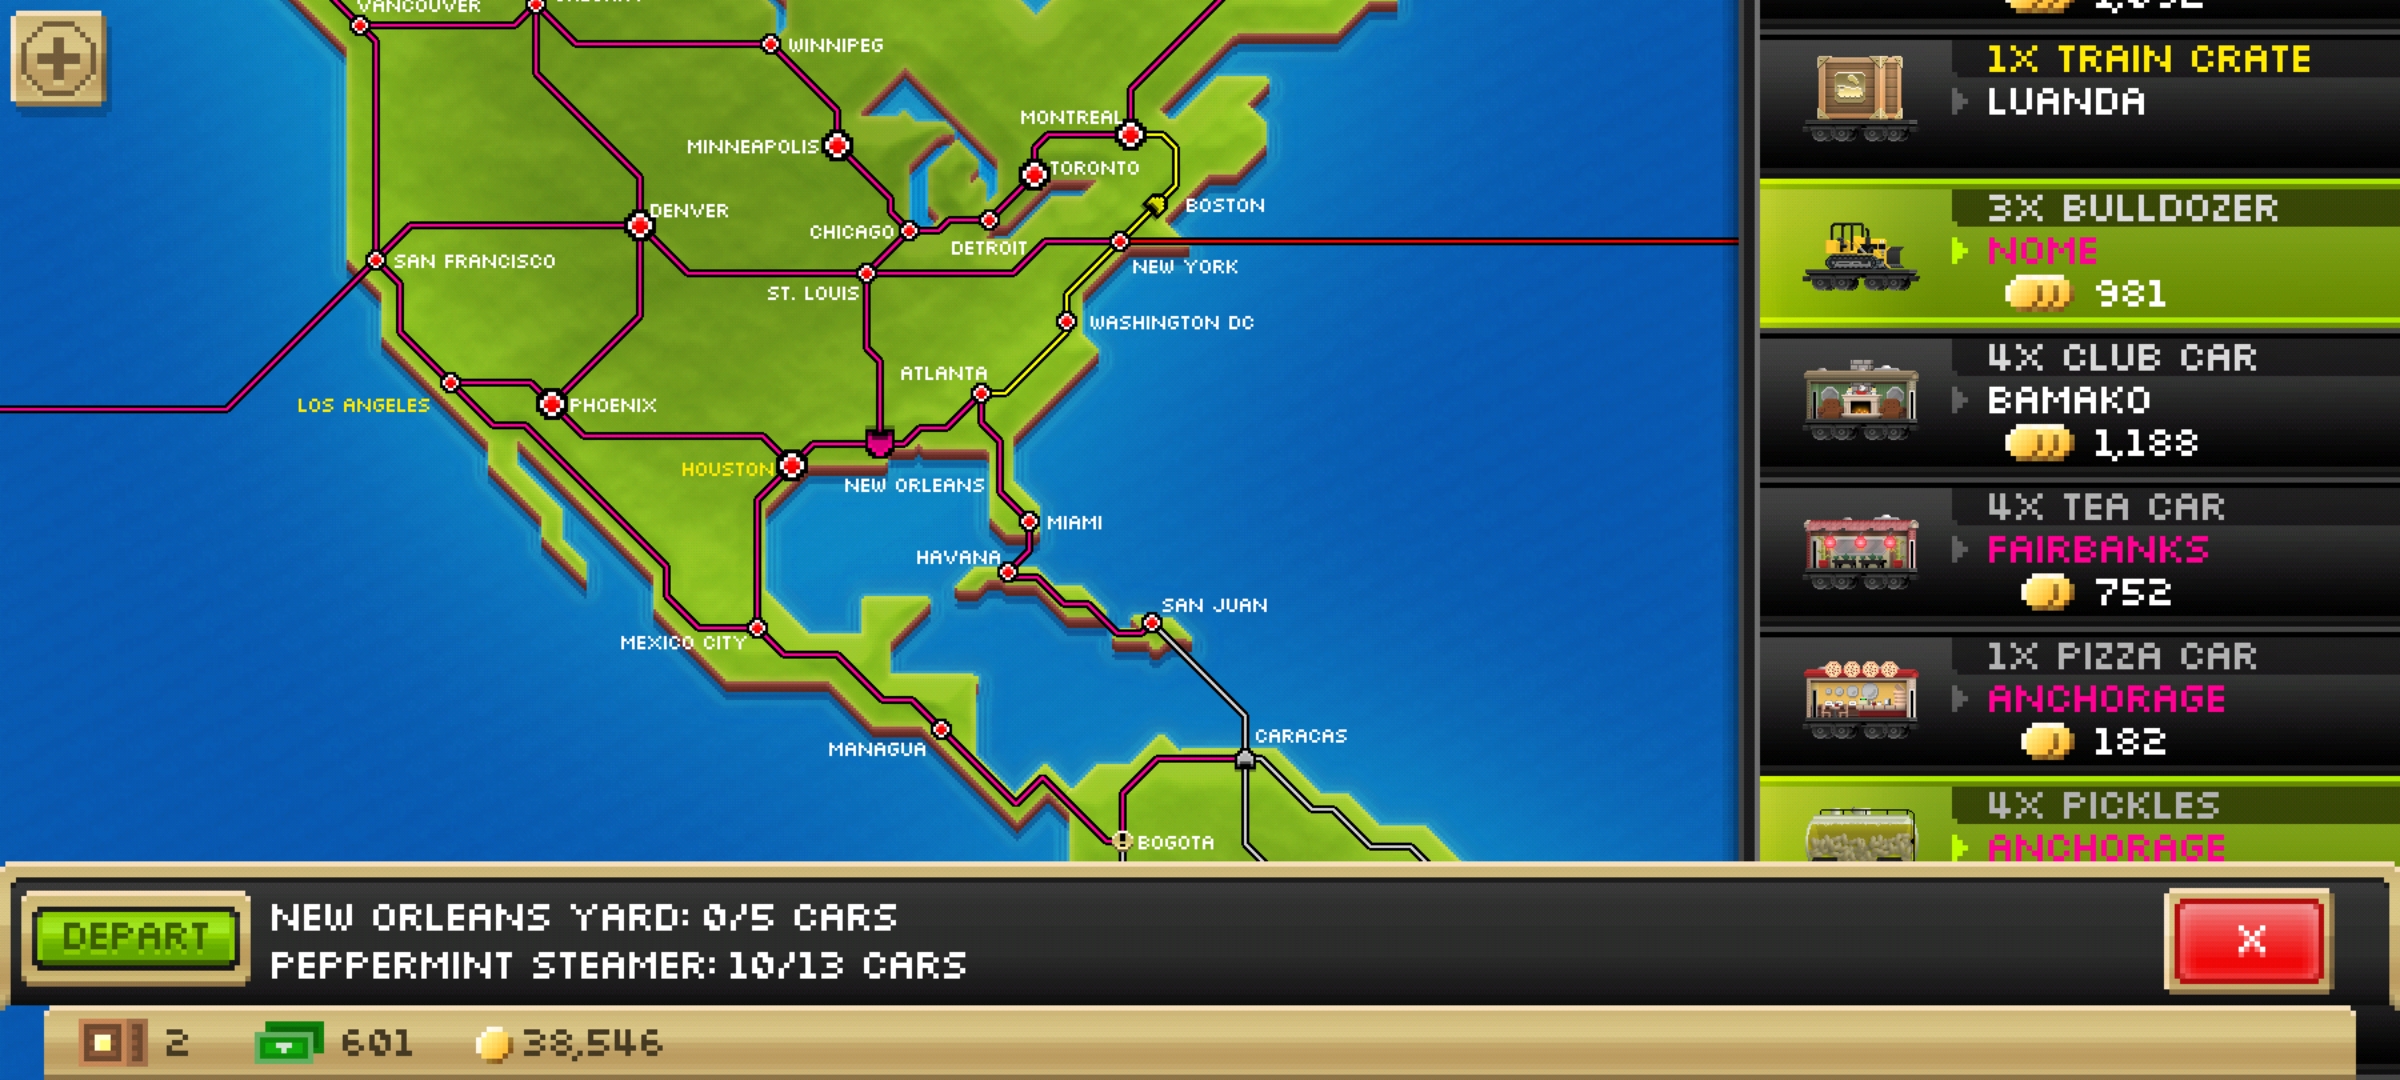 VANCOUVER
WINNIPEG
MONTREAL
MINNEAPOLIS
TORONTO
DENVER
BOSTON
CHICAGO
DETROIT
SAN FRANCISCO
NEW YORK
ST. LOUIS
WASHINGTON DC
ATLANTA
LOS ANGELES
PHOENIX
HOUSTON
NEW ORLEANS
MIAMI
HAVANA
SAN JUAN
MEXICO CITY
CARACAS
MANAGUA
BOGOTA
1X TRAIN CRATE
LUANDA
3X BULLDOZER
NOME
981
4X CLUB CAR
BAMAKO
1,188
4X TEA CAR
FAIRBANKS
752
1X PIZZA CAR
ANCHORAGE
182
4X PICKLES
ANCHORAGE
DEPART
NEW ORLEANS YARD: 0/5 CARS
PEPPERMINT STEAMER: 10/13 CARS
X
2
601
38,546